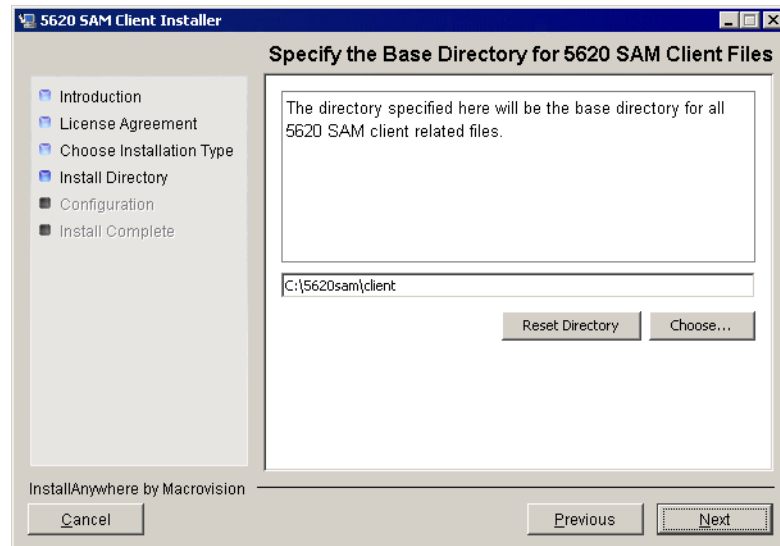 5620 SAM Client Installer
Specify the Base Directory for 5620 SAM Client Files
Introduction
License Agreement
Choose Installation Type
Install Directory
Configuration
Install Complete
The directory specified here will be the base directory for all
5620 SAM client related files.
C:\5620sam\client
Reset Directory
Choose...
InstallAnywhere by Macrovision
Cancel
Previous
Next